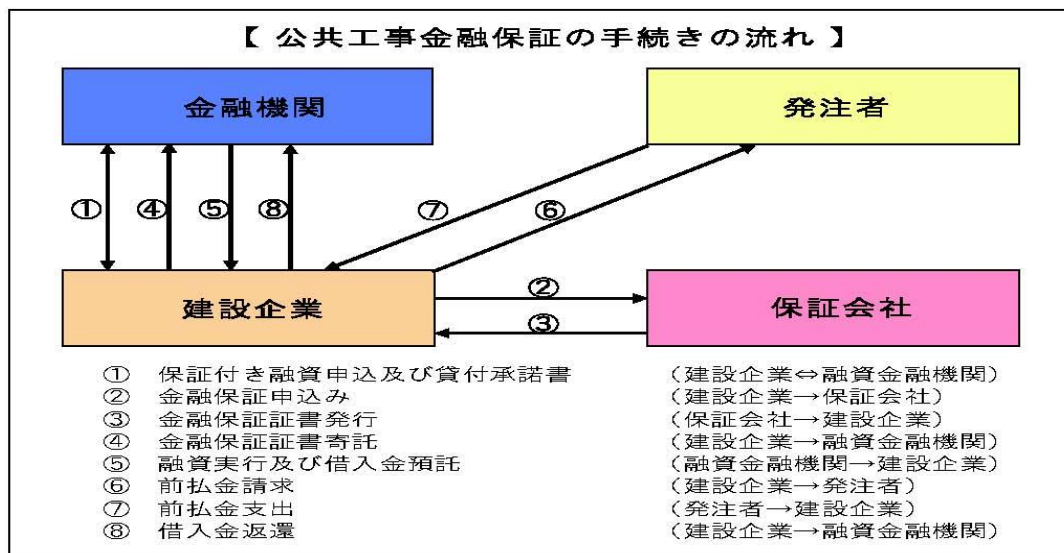 【 公共工事金融保証の手続きの流れ 】
金融機関
発注者
① ④ ⑤ ⑧ ⑦ ⑥
建設企業
②
③
保証会社
① 保証付き融資申込及び貸付承諾書 (建設企業⇔融資金融機関)
② 金融保証申込み (建設企業→保証会社)
③ 金融保証証書発行 (保証会社→建設企業)
④ 金融保証証書寄託 (建設企業→融資金融機関)
⑤ 融資実行及び借入金預託 (融資金融機関→建設企業)
⑥ 前払金請求 (建設企業→発注者)
⑦ 前払金支出 (発注者→建設企業)
⑧ 借入金返還 (建設企業→融資金融機関)